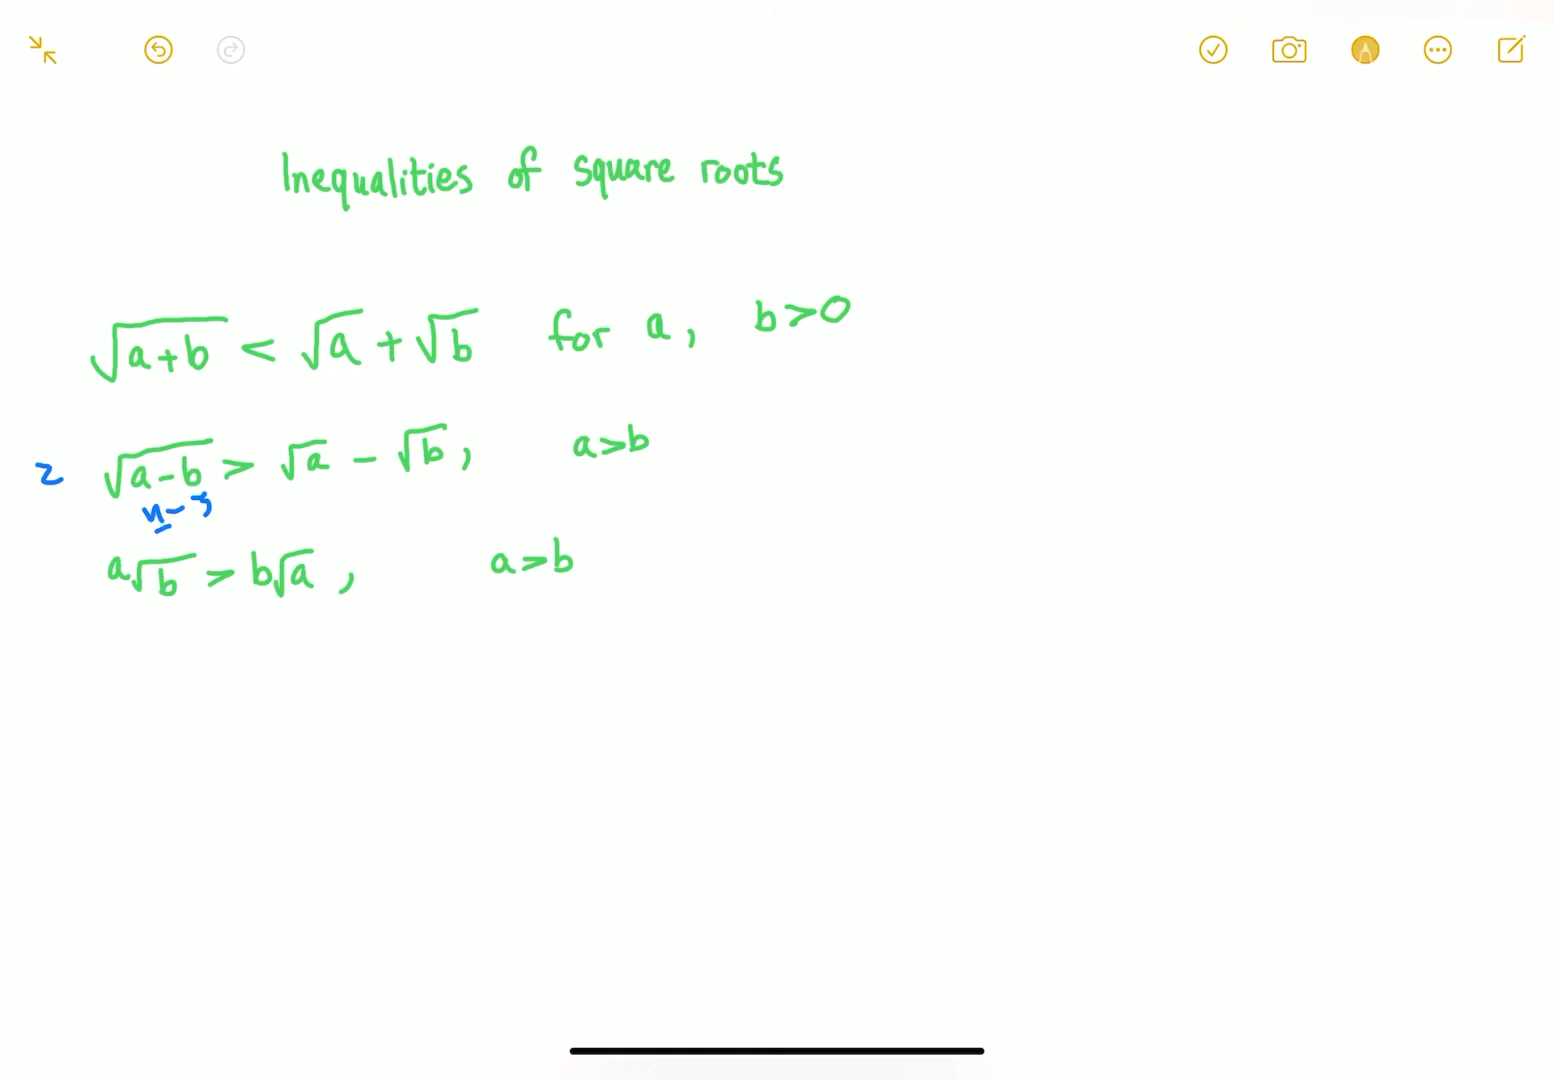 Inequalities of square roots
√(a+b) < √a + √b for a, b>0
2 √(a-b) > √a - √b, a>b
a√b > b√a, a>b